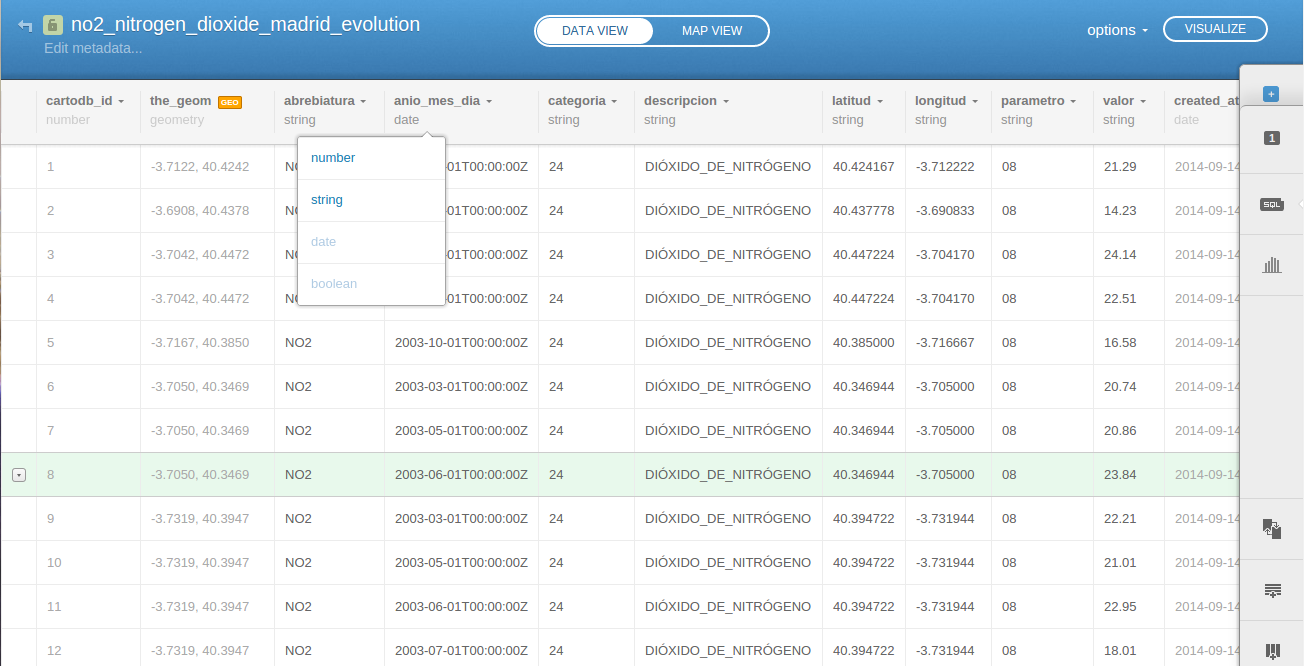 no2_nitrogen_dioxide_madrid_evolution
Edit metadata...
DATA VIEW MAP VIEW
options VISUALIZE
cartodb_id the_geom GEO abrebiatura anio_mes_dia categoria descripcion latitud longitud parametro valor created_at
number geometry string date string string string string string string date
1 -3.7122, 40.4242 NO -01T00:00:00Z 24 DIÓXIDO_DE_NITRÓGENO 40.424167 -3.712222 08 21.29 2014-09-14
2 -3.6908, 40.4378 NO -01T00:00:00Z 24 DIÓXIDO_DE_NITRÓGENO 40.437778 -3.690833 08 14.23 2014-09-14
3 -3.7042, 40.4472 NO -01T00:00:00Z 24 DIÓXIDO_DE_NITRÓGENO 40.447224 -3.704170 08 24.14 2014-09-14
4 -3.7042, 40.4472 NO -01T00:00:00Z 24 DIÓXIDO_DE_NITRÓGENO 40.447224 -3.704170 08 22.51 2014-09-14
number
string
date
boolean
5 -3.7167, 40.3850 NO2 2003-10-01T00:00:00Z 24 DIÓXIDO_DE_NITRÓGENO 40.385000 -3.716667 08 16.58 2014-09-14
6 -3.7050, 40.3469 NO2 2003-03-01T00:00:00Z 24 DIÓXIDO_DE_NITRÓGENO 40.346944 -3.705000 08 20.74 2014-09-14
7 -3.7050, 40.3469 NO2 2003-05-01T00:00:00Z 24 DIÓXIDO_DE_NITRÓGENO 40.346944 -3.705000 08 20.86 2014-09-14
8 -3.7050, 40.3469 NO2 2003-06-01T00:00:00Z 24 DIÓXIDO_DE_NITRÓGENO 40.346944 -3.705000 08 23.84 2014-09-14
9 -3.7319, 40.3947 NO2 2003-03-01T00:00:00Z 24 DIÓXIDO_DE_NITRÓGENO 40.394722 -3.731944 08 22.21 2014-09-14
10 -3.7319, 40.3947 NO2 2003-05-01T00:00:00Z 24 DIÓXIDO_DE_NITRÓGENO 40.394722 -3.731944 08 21.01 2014-09-14
11 -3.7319, 40.3947 NO2 2003-06-01T00:00:00Z 24 DIÓXIDO_DE_NITRÓGENO 40.394722 -3.731944 08 22.95 2014-09-14
12 -3.7319, 40.3947 NO2 2003-07-01T00:00:00Z 24 DIÓXIDO_DE_NITRÓGENO 40.394722 -3.731944 08 18.01 2014-09-14
1
SQL